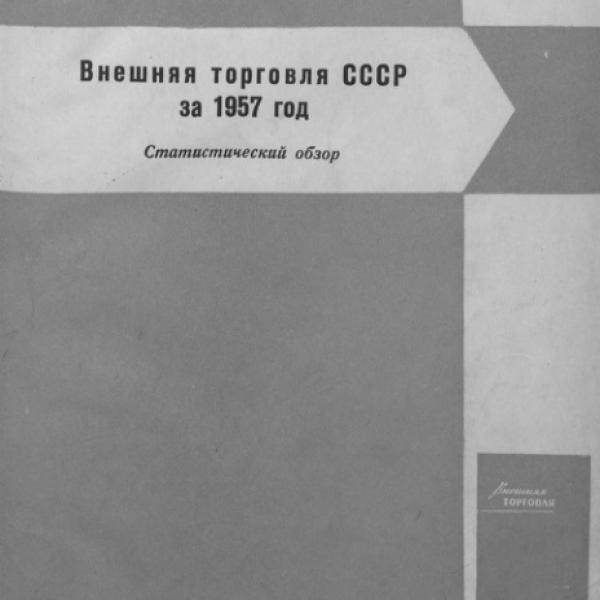 Внешняя торговля СССР
за 1957 год
Статистический обзор
Внешняя
ТОРГОВЛЯ